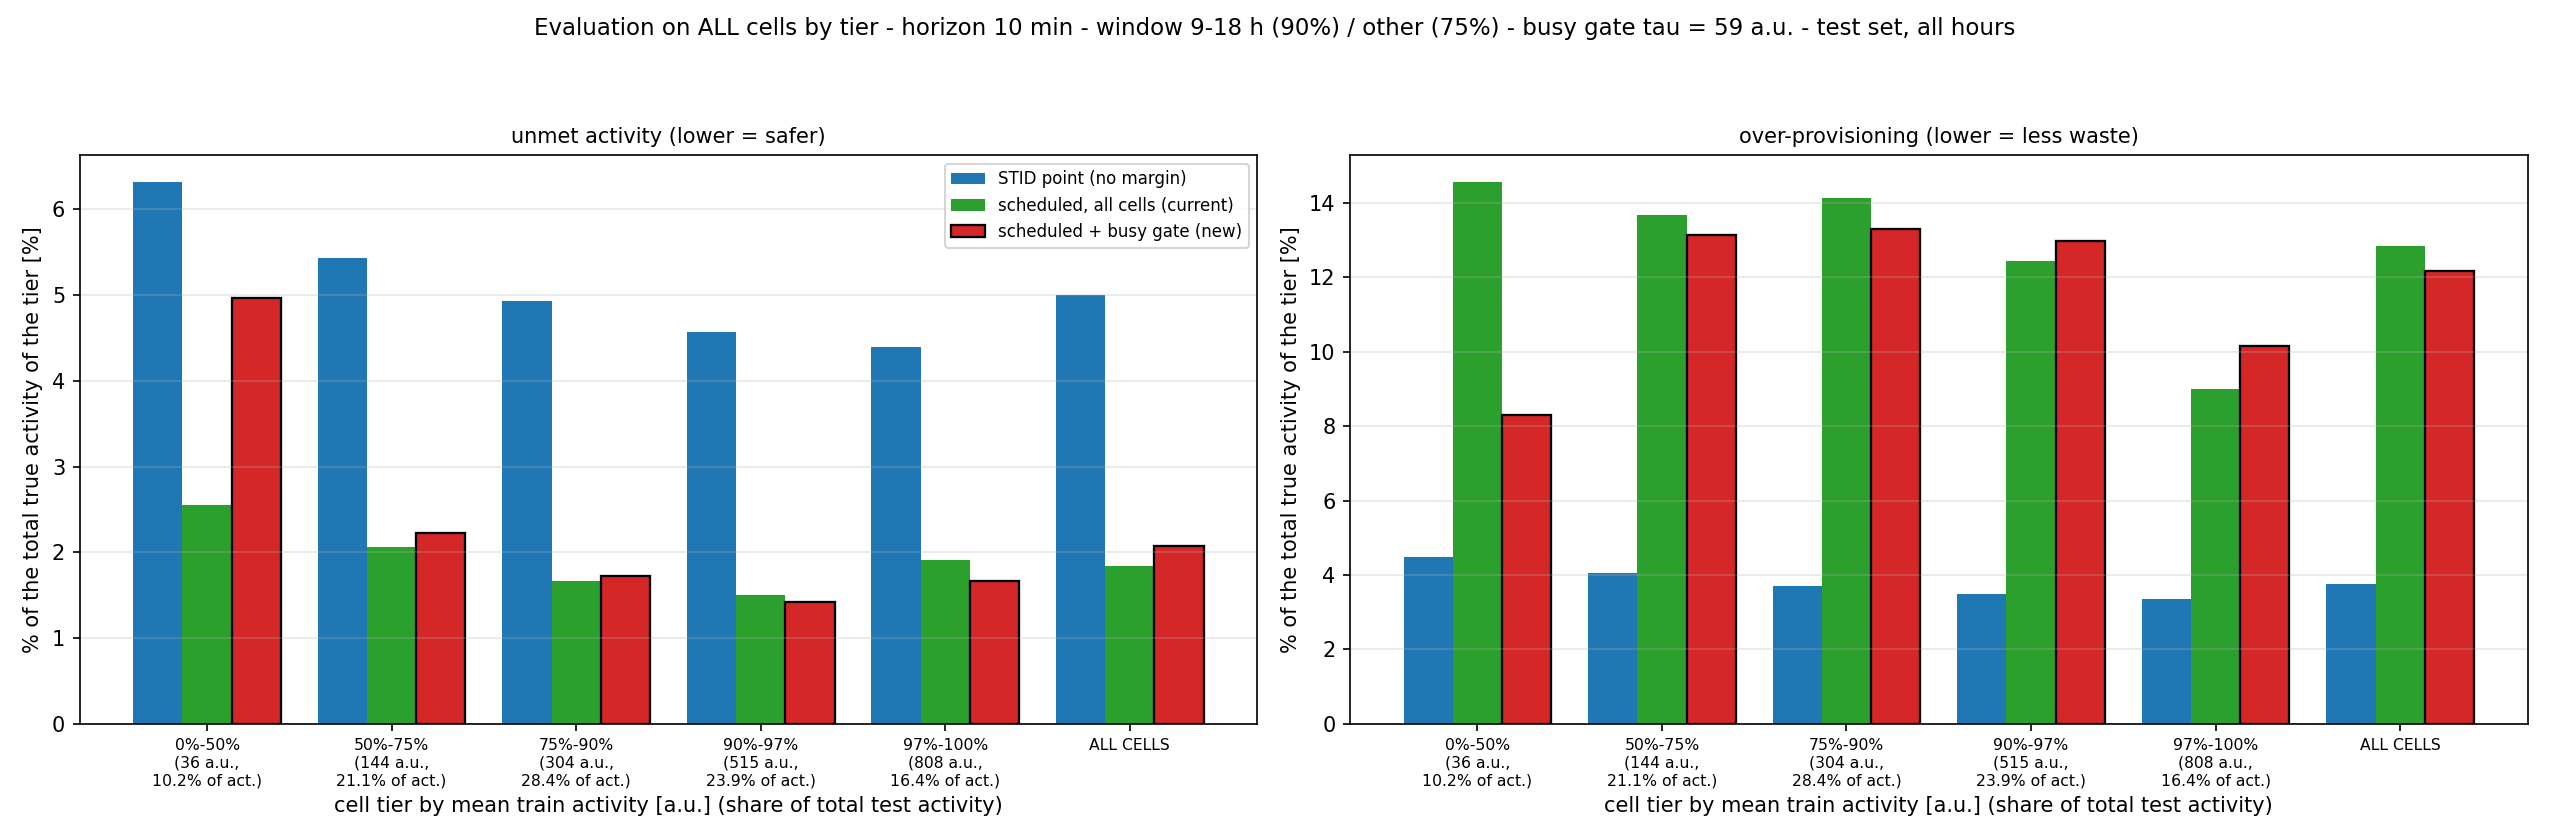 Evaluation on ALL cells by tier - horizon 10 min - window 9-18 h (90%) / other (75%) - busy gate tau = 59 a.u. - test set, all hours
unmet activity (lower = safer)
% of the total true activity of the tier [%]
6
5
4
3
2
1
0
STID point (no margin)
scheduled, all cells (current)
scheduled + busy gate (new)
0%-50%
(36 a.u.,
10.2% of act.)
50%-75%
(144 a.u.,
21.1% of act.)
75%-90%
(304 a.u.,
28.4% of act.)
90%-97%
(515 a.u.,
23.9% of act.)
97%-100%
(808 a.u.,
16.4% of act.)
ALL CELLS
cell tier by mean train activity [a.u.] (share of total test activity)
over-provisioning (lower = less waste)
% of the total true activity of the tier [%]
14
12
10
8
6
4
2
0
0%-50%
(36 a.u.,
10.2% of act.)
50%-75%
(144 a.u.,
21.1% of act.)
75%-90%
(304 a.u.,
28.4% of act.)
90%-97%
(515 a.u.,
23.9% of act.)
97%-100%
(808 a.u.,
16.4% of act.)
ALL CELLS
cell tier by mean train activity [a.u.] (share of total test activity)